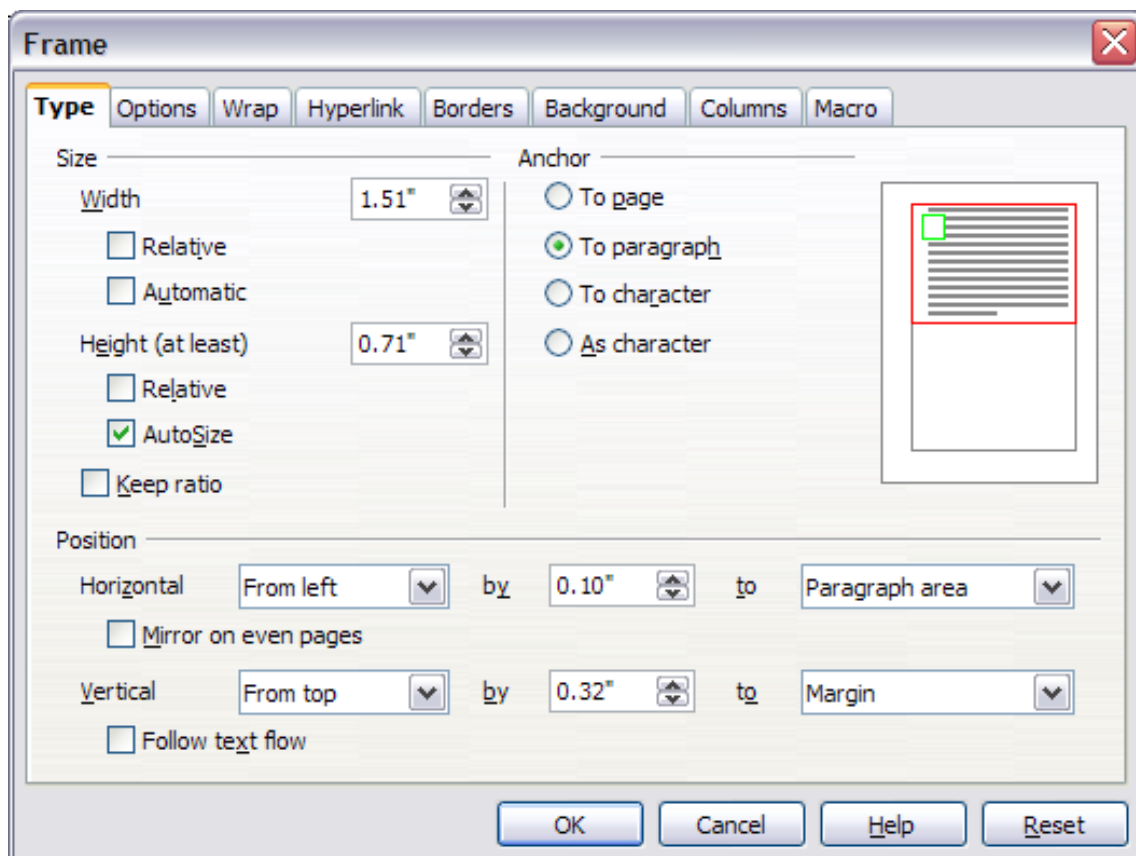 Frame
Type Options Wrap Hyperlink Borders Background Columns Macro
Size Anchor
Width 1.51" To page
Relative To paragraph
Automatic To character
Height (at least) 0.71" As character
Relative
AutoSize
Keep ratio
Position
Horizontal From left by 0.10" to Paragraph area
Mirror on even pages
Vertical From top by 0.32" to Margin
Follow text flow
OK Cancel Help Reset